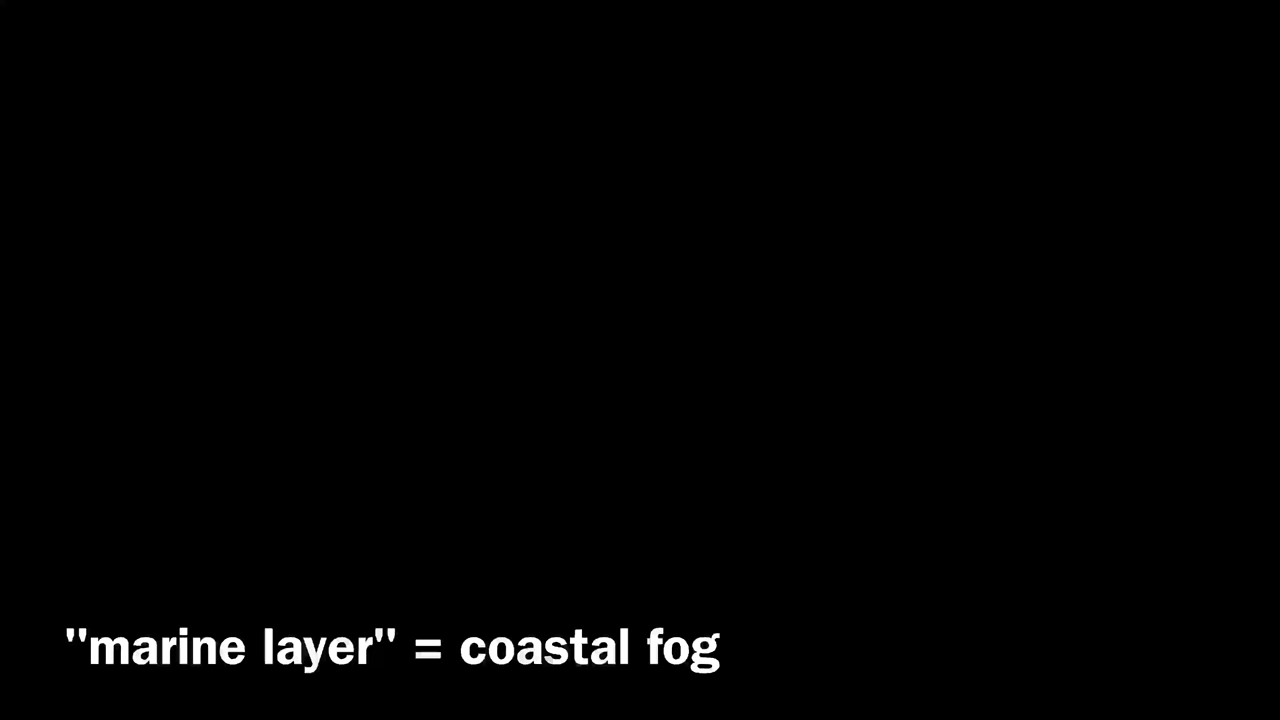 "marine layer" = coastal fog